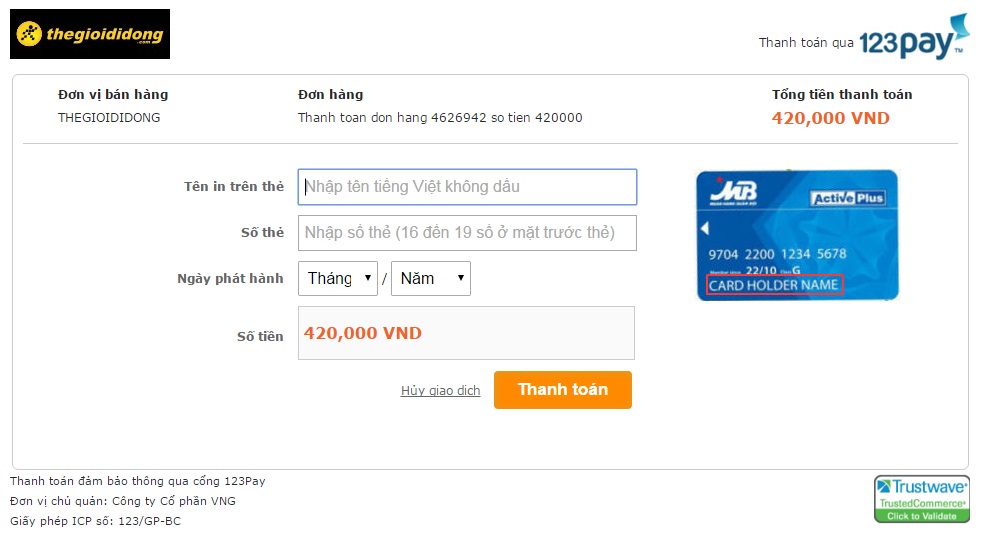 thegioididong
.com
Thanh toán qua 123pay™
Đơn vị bán hàng
THEGIOIDIDONG
Đơn hàng
Thanh toan don hang 4626942 so tien 420000
Tổng tiền thanh toán
420,000 VND
Tên in trên thẻ
Nhập tên tiếng Việt không dấu
Số thẻ
Nhập số thẻ (16 đến 19 số ở mặt trước thẻ)
Ngày phát hành
Tháng / Năm
Số tiền
420,000 VND
Hủy giao dịch
Thanh toán
MB
Active Plus
9704 2200 1234 5678
Member since 22/10 G
CARD HOLDER NAME
Thanh toán đảm bảo thông qua cổng 123Pay
Đơn vị chủ quản: Công ty Cổ phần VNG
Giấy phép ICP số: 123/GP-BC
Trustwave®
TrustedCommerce®
Click to Validate